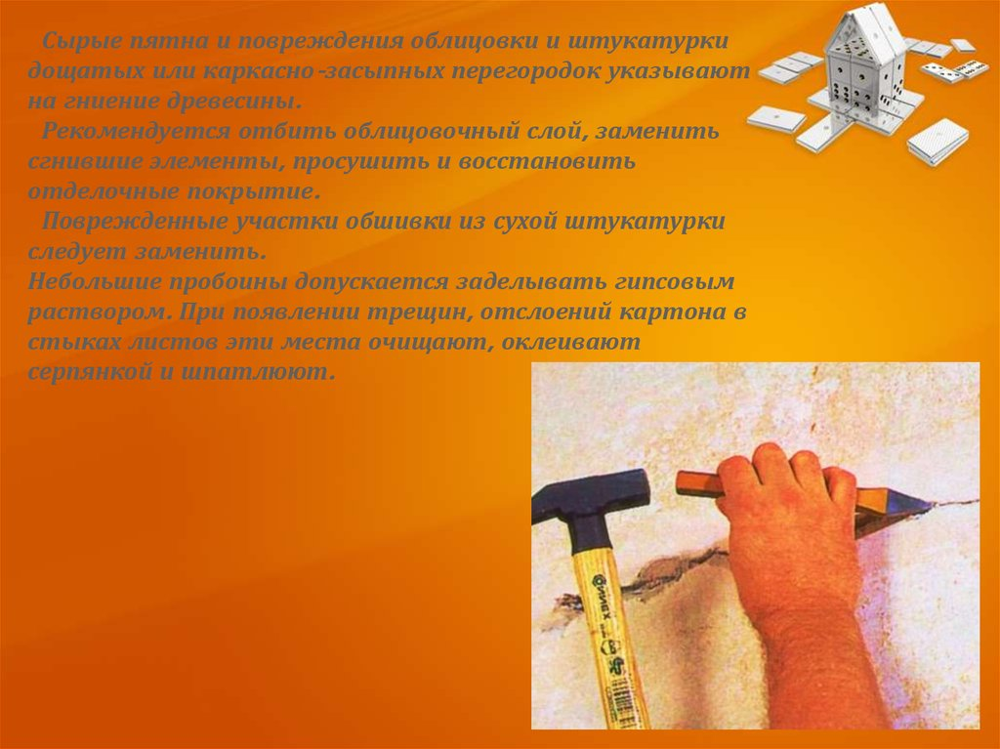 Сырые пятна и повреждения облицовки и штукатурки
дощатых или каркасно-засыпных перегородок указывают
на гниение древесины.
Рекомендуется отбить облицовочный слой, заменить
сгнившие элементы, просушить и восстановить
отделочные покрытие.
Поврежденные участки обшивки из сухой штукатурки
следует заменить.
Небольшие пробоины допускается заделывать гипсовым
раствором. При появлении трещин, отслоений картона в
стыках листов эти места очищают, оклеивают
серпянкой и шпатлюют.